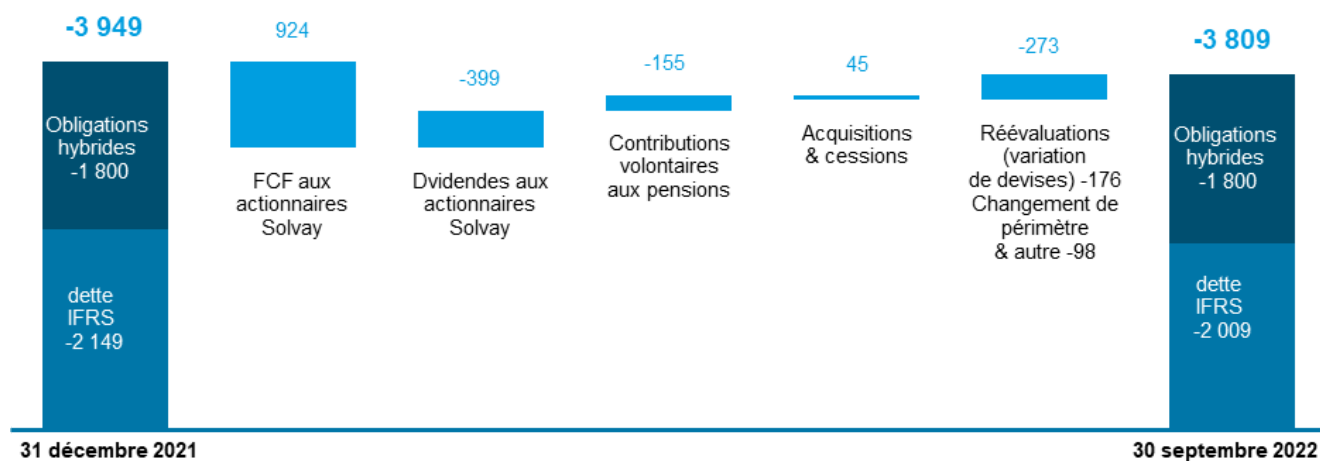 -3 949
Obligations
hybrides
-1 800
dette
IFRS
-2 149
31 décembre 2021
924
FCF aux
actionnaires
Solvay
-399
Dvidendes aux
actionnaires
Solvay
-155
Contributions
volontaires
aux pensions
45
Acquisitions
& cessions
-273
Réévaluations
(variation
de devises) -176
Changement de
périmètre
& autre -98
-3 809
Obligations
hybrides
-1 800
dette
IFRS
-2 009
30 septembre 2022